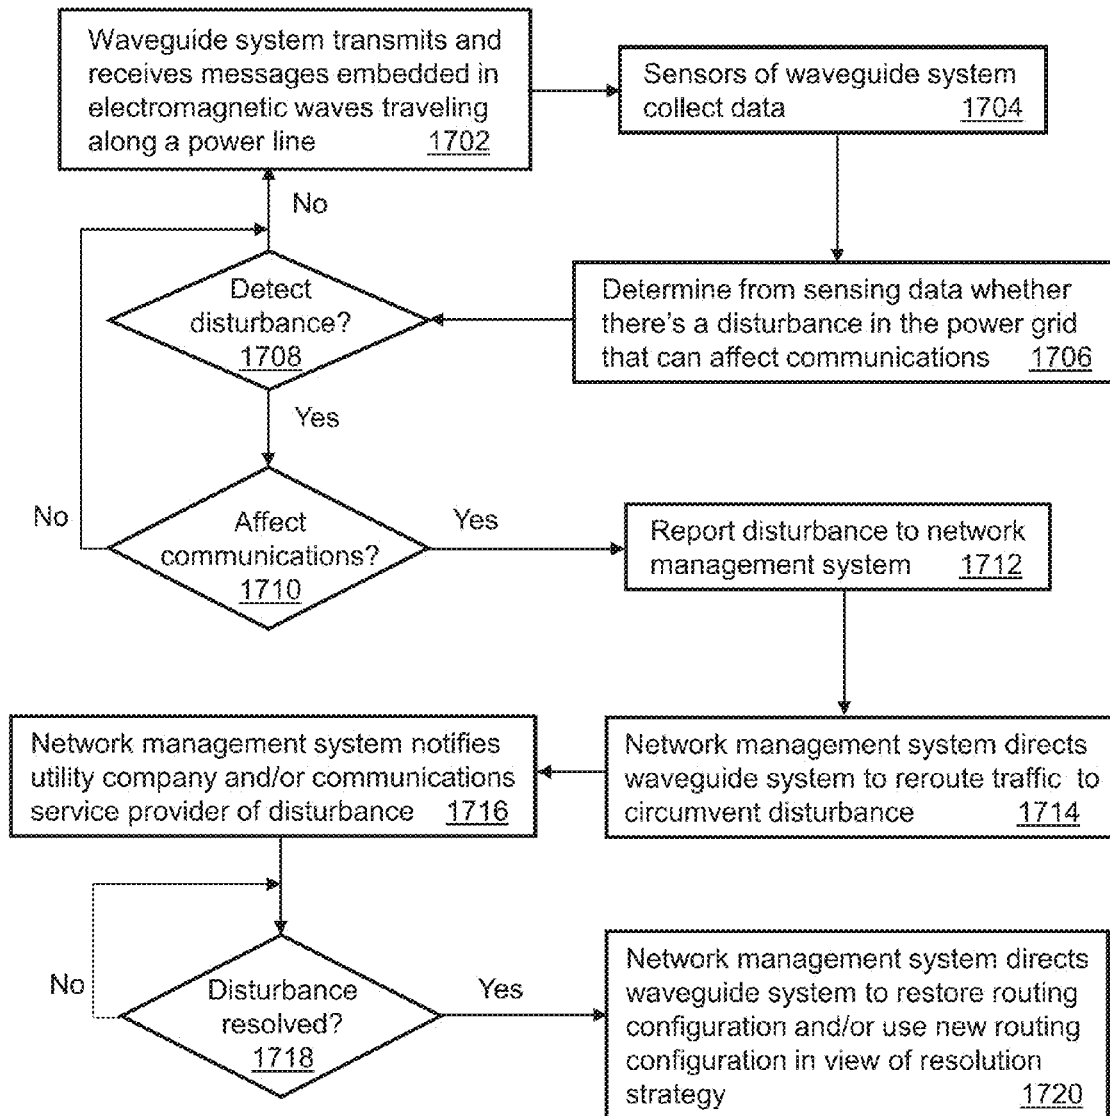 Waveguide system transmits and
receives messages embedded in
electromagnetic waves traveling
along a power line 1702
Sensors of waveguide system
collect data 1704
No
Detect
disturbance?
1708
Determine from sensing data whether
there's a disturbance in the power grid
that can affect communications 1706
Yes
No
Affect
communications?
1710
Yes
Report disturbance to network
management system 1712
Network management system notifies
utility company and/or communications
service provider of disturbance 1716
Network management system directs
waveguide system to reroute traffic to
circumvent disturbance 1714
No
Disturbance
resolved?
1718
Yes
Network management system directs
waveguide system to restore routing
configuration and/or use new routing
configuration in view of resolution
strategy 1720